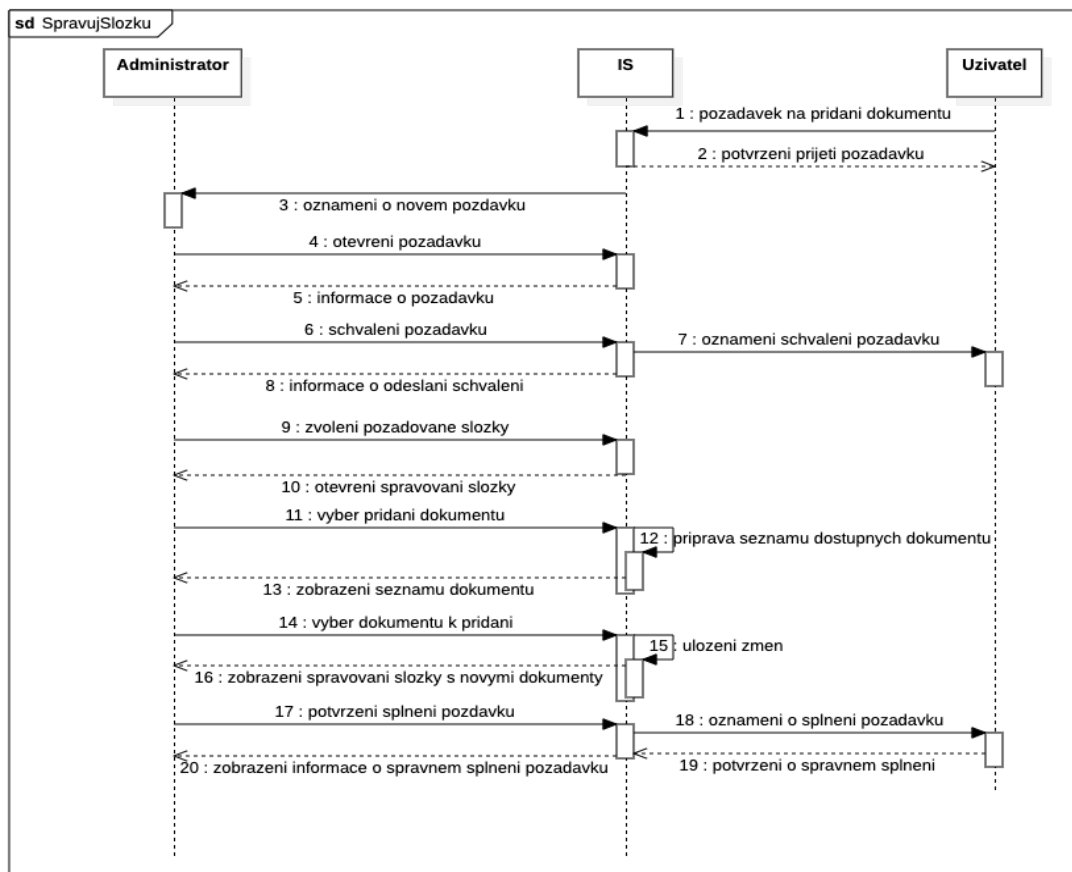 sd SpravujSlozku
Administrator
IS
Uzivatel
1 : pozadavek na pridani dokumentu
2 : potvrzeni prijeti pozadavku
3 : oznameni o novem pozdavku
4 : otevreni pozadavku
5 : informace o pozadavku
6 : schvaleni pozadavku
7 : oznameni schvaleni pozadavku
8 : informace o odeslani schvaleni
9 : zvoleni pozadovane slozky
10 : otevreni spravovani slozky
11 : vyber pridani dokumentu
12 : priprava seznamu dostupnych dokumentu
13 : zobrazeni seznamu dokumentu
14 : vyber dokumentu k pridani
15 : ulozeni zmen
16 : zobrazeni spravovani slozky s novymi dokumenty
17 : potvrzeni splneni pozdavku
18 : oznameni o splneni pozadavku
19 : potvrzeni o spravnem splneni
20 : zobrazeni informace o spravnem splneni pozadavku